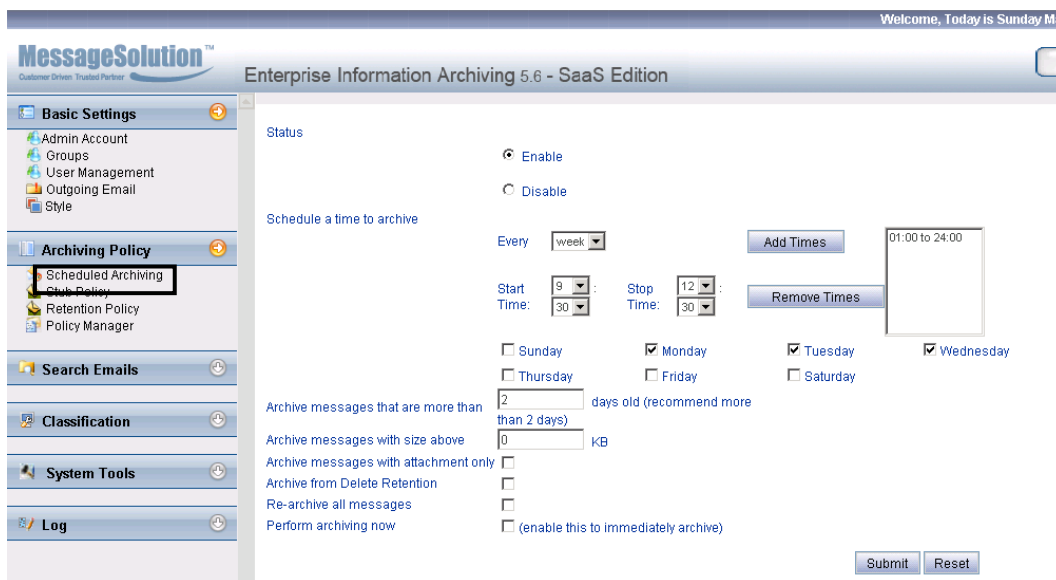 Welcome, Today is Sunday M
MessageSolution™
Customer Driven Trusted Partner
Enterprise Information Archiving 5.6 - SaaS Edition
Basic Settings
Admin Account
Groups
User Management
Outgoing Email
Style
Archiving Policy
Scheduled Archiving
Stub Policy
Retention Policy
Policy Manager
Search Emails
Classification
System Tools
Log
Status
Enable
Disable
Schedule a time to archive
Every week
Add Times
01:00 to 24:00
Start Time: 9 : 30
Stop Time: 12 : 30
Remove Times
Sunday Monday Tuesday Wednesday
Thursday Friday Saturday
Archive messages that are more than 2 days old (recommend more than 2 days)
Archive messages with size above 0 KB
Archive messages with attachment only
Archive from Delete Retention
Re-archive all messages
Perform archiving now (enable this to immediately archive)
Submit Reset